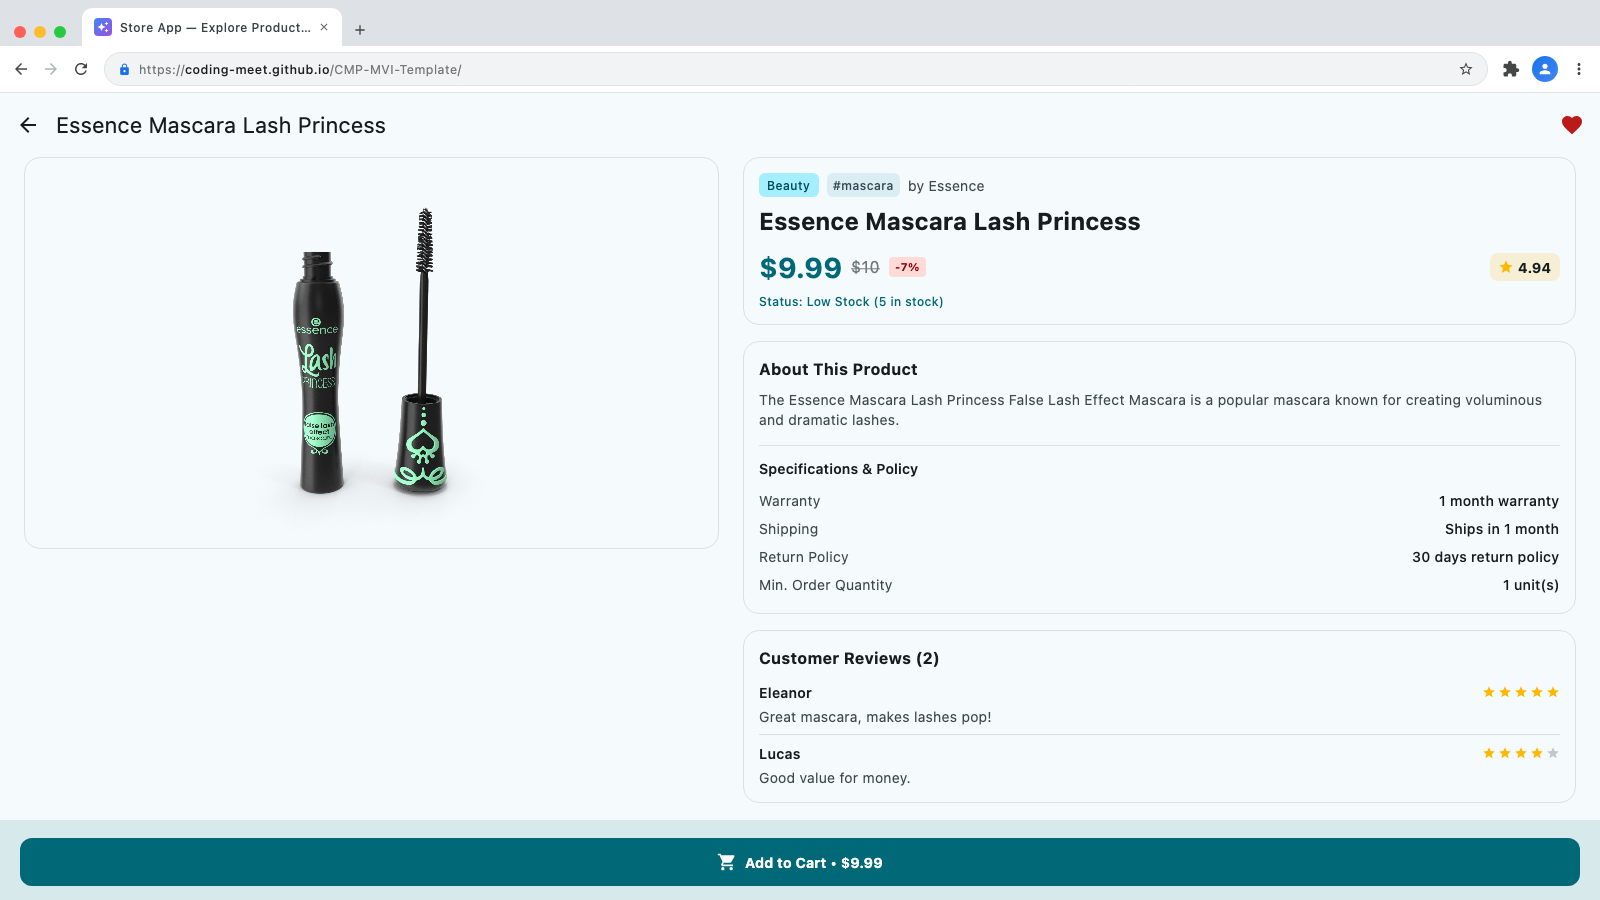 Store App — Explore Product...
https://coding-meet.github.io/CMP-MVI-Template/
Essence Mascara Lash Princess
essence
Lash
PRINCESS
false lash
effect
mascara
Beauty
#mascara
by Essence
Essence Mascara Lash Princess
$9.99 $10 -7%
4.94
Status: Low Stock (5 in stock)
About This Product
The Essence Mascara Lash Princess False Lash Effect Mascara is a popular mascara known for creating voluminous
and dramatic lashes.
Specifications & Policy
Warranty 1 month warranty
Shipping Ships in 1 month
Return Policy 30 days return policy
Min. Order Quantity 1 unit(s)
Customer Reviews (2)
Eleanor
Great mascara, makes lashes pop!
Lucas
Good value for money.
Add to Cart • $9.99